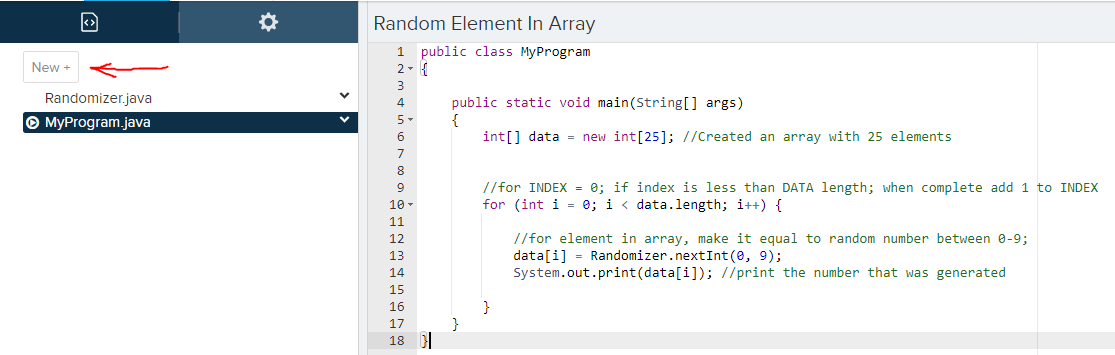 New +
Randomizer.java
MyProgram.java
Random Element In Array
1 public class MyProgram
2 {
3
4 public static void main(String[] args)
5 {
6 int[] data = new int[25]; //Created an array with 25 elements
7
8
9 //for INDEX = 0; if index is less than DATA length; when complete add 1 to INDEX
10 for (int i = 0; i < data.length; i++) {
11
12 //for element in array, make it equal to random number between 0-9;
13 data[i] = Randomizer.nextInt(0, 9);
14 System.out.print(data[i]); //print the number that was generated
15
16 }
17 }
18 }